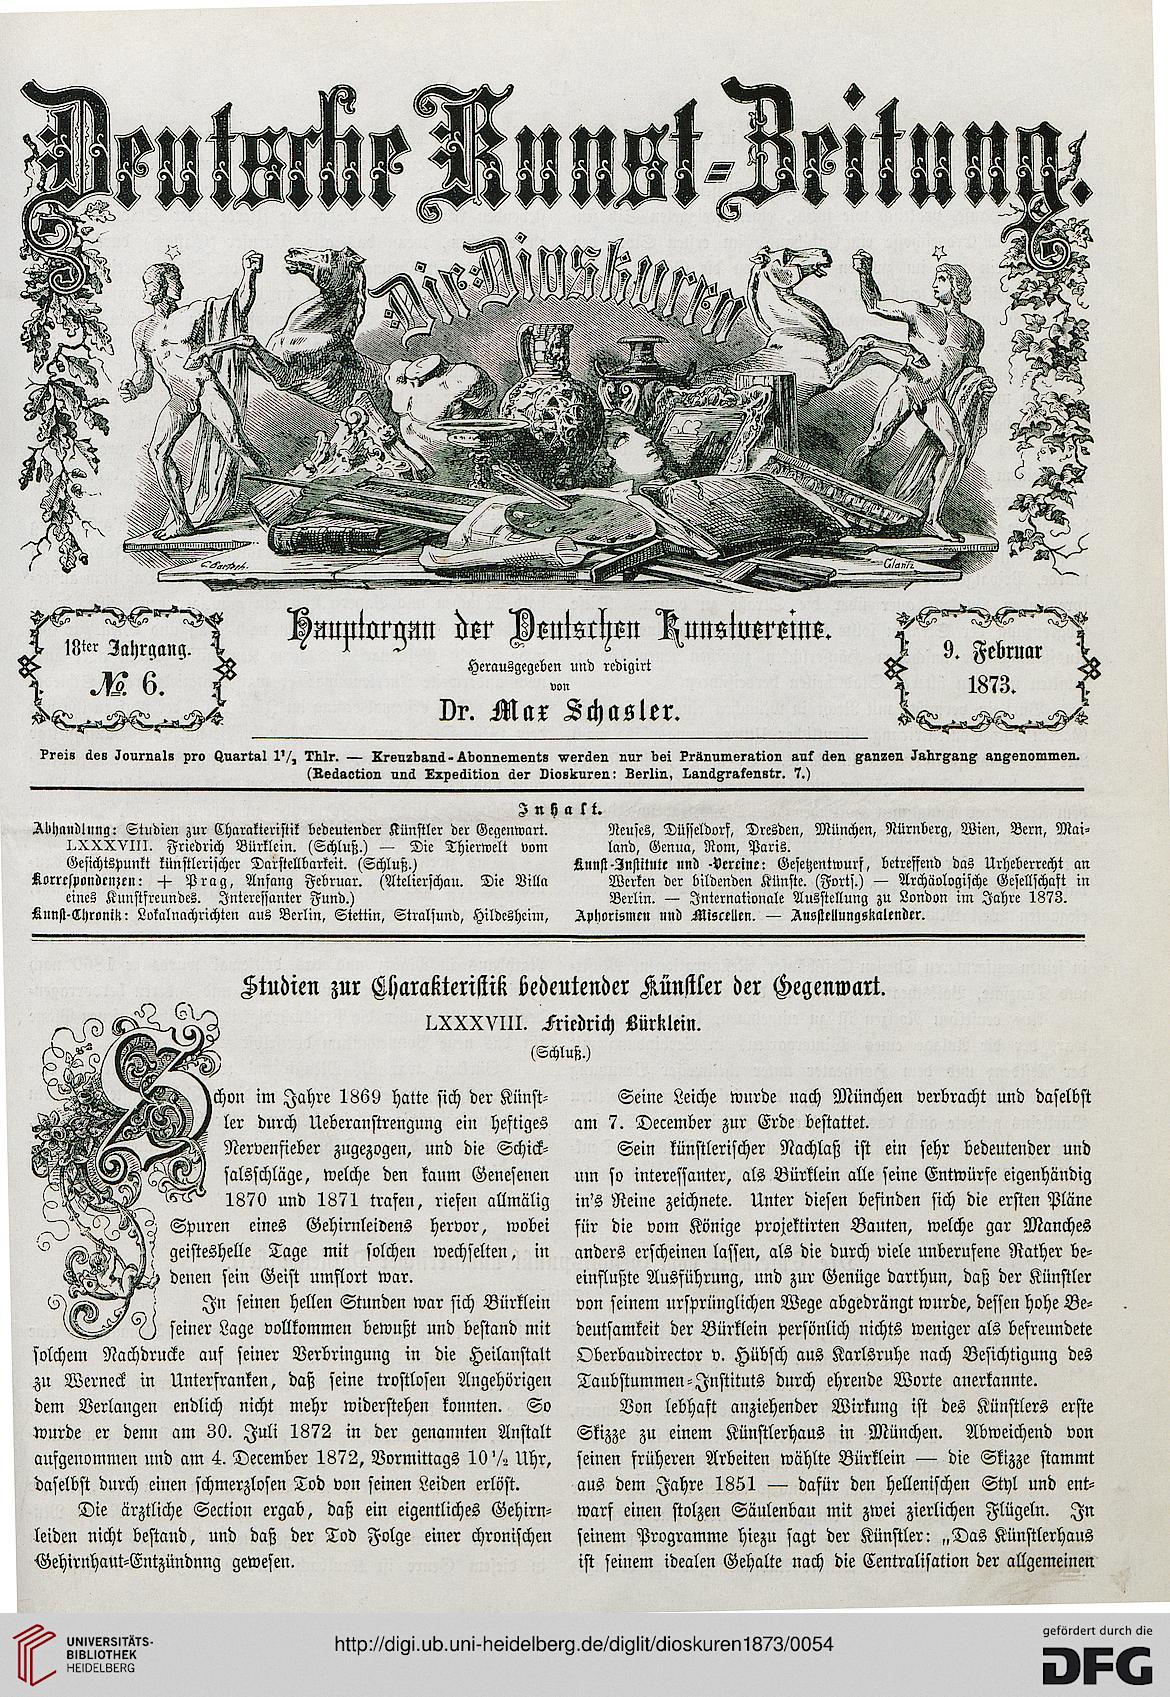 Deutsche Kunst-Zeitung.
Die Dioskuren
C. Bartsch.
Glantz
Hauptorgan der Deutschen Kunstvereine.
18ter Jahrgang.
№ 6.
Herausgegeben und redigirt
von
Dr. Max Schasler.
9. Februar
1873.
Preis des Journals pro Quartal 1½ Thlr. — Kreuzband-Abonnements werden nur bei Pränumeration auf den ganzen Jahrgang angenommen.
(Redaction und Expedition der Dioskuren: Berlin, Landgrafenstr. 7.)
Inhalt.
Abhandlung: Studien zur Charakteristik bedeutender Künstler der Gegenwart.
LXXXVIII. Friedrich Bürklein. (Schluß.) — Die Thierwelt vom
Gesichtspunkt künstlerischer Darstellbarkeit. (Schluß.)
Korrespondenzen: + Prag, Anfang Februar. (Atelierschau. Die Villa
eines Kunstfreundes. Interessanter Fund.)
Kunst-Chronik: Lokalnachrichten aus Berlin, Stettin, Stralsund, Hildesheim,
Neuses, Düsseldorf, Dresden, München, Nürnberg, Wien, Bern, Mai-
land, Genua, Rom, Paris.
Kunst-Institute und -Vereine: Gesetzentwurf, betreffend das Urheberrecht an
Werken der bildenden Künste. (Forts.) — Archäologische Gesellschaft in
Berlin. — Internationale Ausstellung zu London im Jahre 1873.
Aphorismen und Miscellen. — Ausstellungskalender.
Studien zur Charakteristik bedeutender Künstler der Gegenwart.
LXXXVIII. Friedrich Bürklein.
(Schluß.)
Schon im Jahre 1869 hatte sich der Künst-
ler durch Ueberanstrengung ein heftiges
Nervenfieber zugezogen, und die Schick-
salsschläge, welche den kaum Genesenen
1870 und 1871 trafen, riefen allmälig
Spuren eines Gehirnleidens hervor, wobei
geisteshelle Tage mit solchen wechselten, in
denen sein Geist umflort war.
In seinen hellen Stunden war sich Bürklein
seiner Lage vollkommen bewußt und bestand mit
solchem Nachdrucke auf seiner Verbringung in die Heilanstalt
zu Werneck in Unterfranken, daß seine trostlosen Angehörigen
dem Verlangen endlich nicht mehr widerstehen konnten. So
wurde er denn am 30. Juli 1872 in der genannten Anstalt
aufgenommen und am 4. December 1872, Vormittags 10½ Uhr,
daselbst durch einen schmerzlosen Tod von seinen Leiden erlöst.
Die ärztliche Section ergab, daß ein eigentliches Gehirn-
leiden nicht bestand, und daß der Tod Folge einer chronischen
Gehirnhaut-Entzündnng gewesen.
Seine Leiche wurde nach München verbracht und daselbst
am 7. December zur Erde bestattet.
Sein künstlerischer Nachlaß ist ein sehr bedeutender und
um so interessanter, als Bürklein alle seine Entwürfe eigenhändig
in's Reine zeichnete. Unter diesen befinden sich die ersten Pläne
für die vom Könige projektirten Bauten, welche gar Manches
anders erscheinen lassen, als die durch viele unberufene Rather be-
einflußte Ausführung, und zur Genüge darthun, daß der Künstler
von seinem ursprünglichen Wege abgedrängt wurde, dessen hohe Be-
deutsamkeit der Bürklein persönlich nichts weniger als befreundete
Oberbaudirector v. Hübsch aus Karlsruhe nach Besichtigung des
Taubstummen-Instituts durch ehrende Worte anerkannte.
Von lebhaft anziehender Wirkung ist des Künstlers erste
Skizze zu einem Künstlerhaus in München. Abweichend von
seinen früheren Arbeiten wählte Bürklein — die Skizze stammt
aus dem Jahre 1851 — dafür den hellenischen Styl und ent-
warf einen stolzen Säulenbau mit zwei zierlichen Flügeln. In
seinem Programme hiezu sagt der Künstler: „Das Künstlerhaus
ist seinem idealen Gehalte nach die Centralisation der allgemeinen
UNIVERSITÄTS-
BIBLIOTHEK
HEIDELBERG
http://digi.ub.uni-heidelberg.de/diglit/dioskuren1873/0054
gefördert durch die
DFG